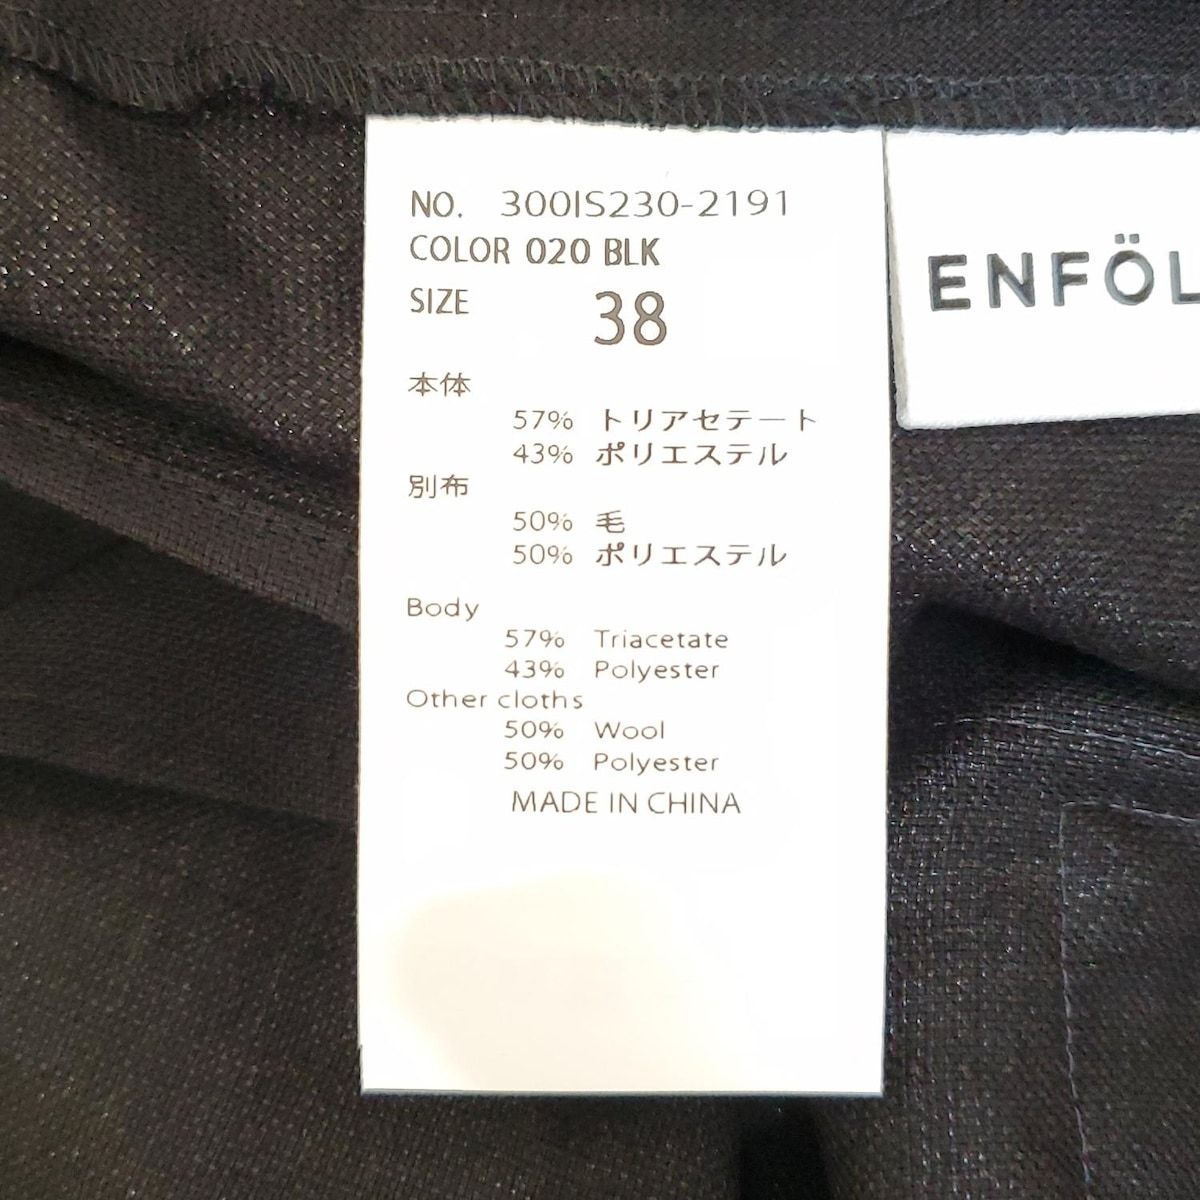 NO. 300IS230-2191
COLOR 020 BLK
SIZE 38
本体
57% トリアセテート
43% ポリエステル
別布
50% 毛
50% ポリエステル
Body
57% Triacetate
43% Polyester
Other cloths
50% Wool
50% Polyester
MADE IN CHINA
ENFÖL